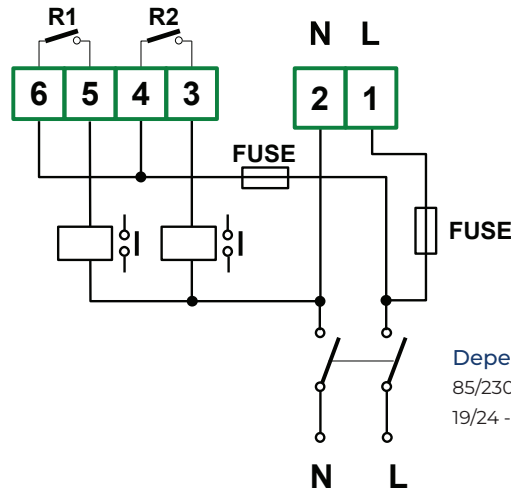 R1 R2
N L
6 5 4 3 2 1
FUSE
FUSE
Depe
85/230
19/24 -
N L